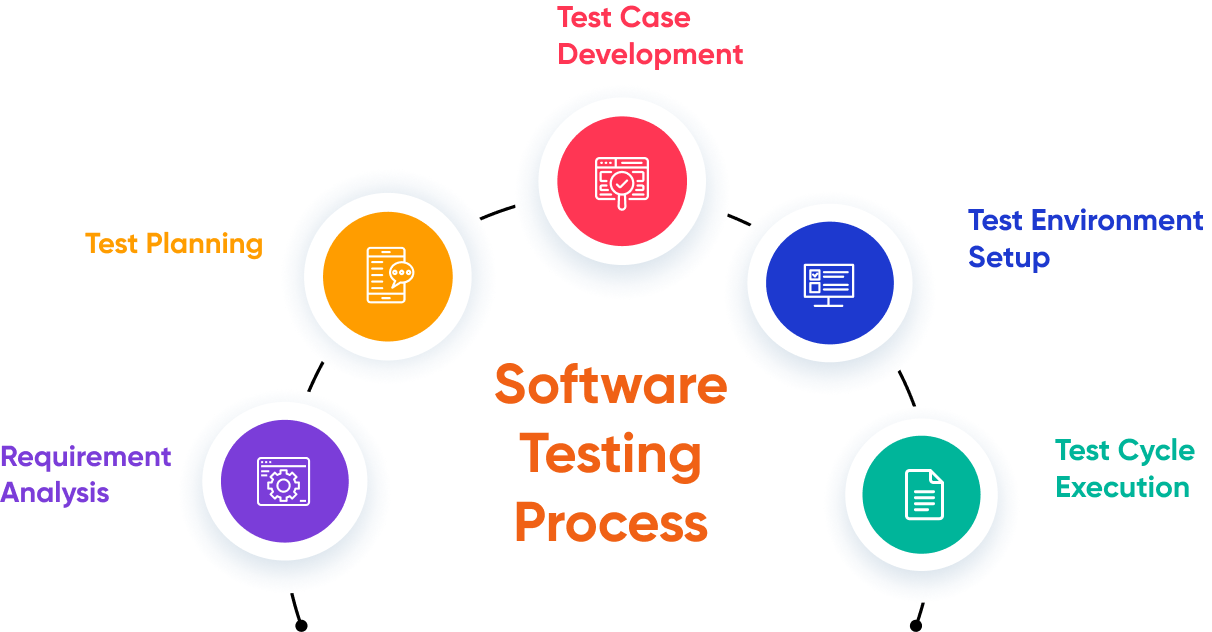 Test Case
Development
Test Planning
Test Environment
Setup
Software
Testing
Process
Requirement
Analysis
Test Cycle
Execution